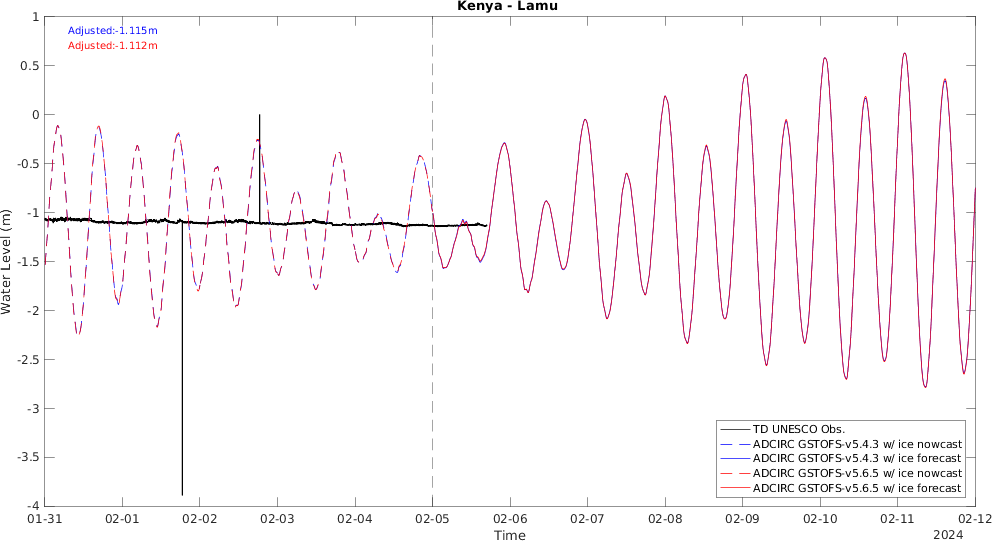 Kenya - Lamu
Adjusted:-1.115m
Adjusted:-1.112m
1
0.5
0
-0.5
-1
-1.5
-2
-2.5
-3
-3.5
-4
Water Level (m)
TD UNESCO Obs.
ADCIRC GSTOFS-v5.4.3 w/ ice nowcast
ADCIRC GSTOFS-v5.4.3 w/ ice forecast
ADCIRC GSTOFS-v5.6.5 w/ ice nowcast
ADCIRC GSTOFS-v5.6.5 w/ ice forecast
01-31 02-01 02-02 02-03 02-04 02-05 02-06 02-07 02-08 02-09 02-10 02-11 02-12
Time
2024